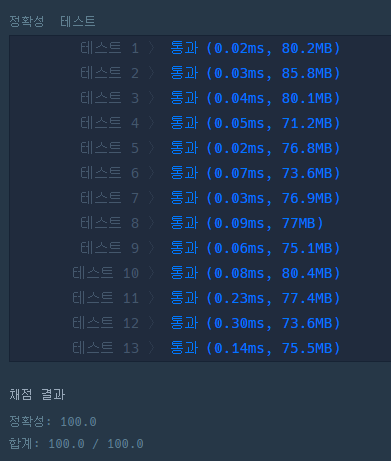 정확성 테스트
테스트 1 〉 통과 (0.02ms, 80.2MB)
테스트 2 〉 통과 (0.03ms, 85.8MB)
테스트 3 〉 통과 (0.04ms, 80.1MB)
테스트 4 〉 통과 (0.05ms, 71.2MB)
테스트 5 〉 통과 (0.02ms, 76.8MB)
테스트 6 〉 통과 (0.07ms, 73.6MB)
테스트 7 〉 통과 (0.03ms, 76.9MB)
테스트 8 〉 통과 (0.09ms, 77MB)
테스트 9 〉 통과 (0.06ms, 75.1MB)
테스트 10 〉 통과 (0.08ms, 80.4MB)
테스트 11 〉 통과 (0.23ms, 77.4MB)
테스트 12 〉 통과 (0.30ms, 73.6MB)
테스트 13 〉 통과 (0.14ms, 75.5MB)
채점 결과
정확성: 100.0
합계: 100.0 / 100.0